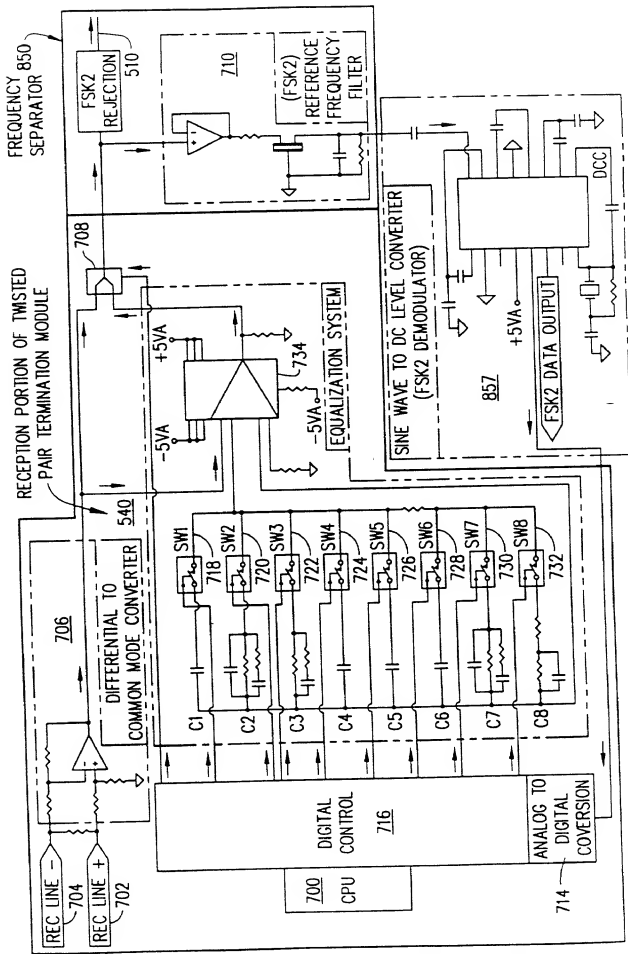 FREQUENCY
SEPARATOR
850
FSK2
REJECTION
510
710
(FSK2)
REFERENCE
FREQUENCY
FILTER
708
RECEPTION PORTION OF TWISTED
PAIR TERMINATION MODULE
540
706
DIFFERENTIAL TO
COMMON MODE CONVERTER
-
+
REC LINE -
704
REC LINE +
702
+5VA
-5VA
734
-5VA
EQUALIZATION SYSTEM
SINE WAVE TO DC LEVEL CONVERTER
(FSK2 DEMODULATOR)
857
+5VA
DCC
FSK2 DATA OUTPUT
C1
SW1
718
C2
SW2
720
C3
SW3
722
C4
SW4
724
C5
SW5
726
C6
SW6
728
C7
SW7
730
C8
SW8
732
DIGITAL CONTROL
716
700
CPU
ANALOG TO
DIGITAL
COVERSION
714